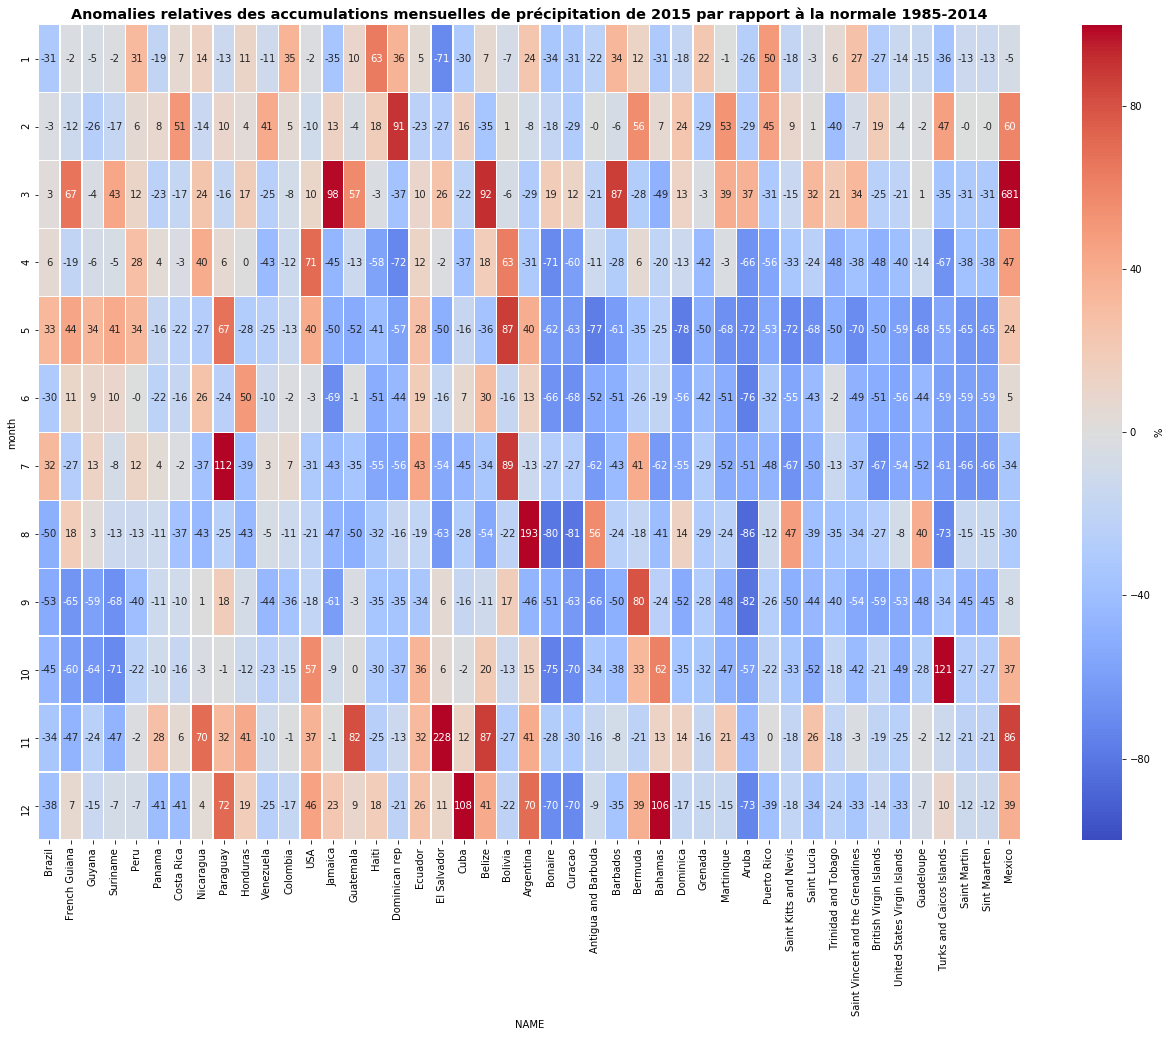 Anomalies relatives des accumulations mensuelles de précipitation de 2015 par rapport à la normale 1985-2014
1 -31 -2 -5 -2 31 -19 7 14 -13 11 -11 35 -2 -35 10 63 36 5 -71 -30 7 -7 24 -34 -31 -22 34 12 -31 -18 22 -1 -26 50 -18 -3 6 27 -27 -14 -15 -36 -13 -13 -5
2 -3 -12 -26 -17 6 8 51 -14 10 4 41 5 -10 13 -4 18 91 -23 -27 16 -35 1 -8 -18 -29 -0 -6 56 7 24 -29 53 -29 45 9 1 -40 -7 19 -4 -2 47 -0 -0 60
3 3 67 -4 43 12 -23 -17 24 -16 17 -25 -8 10 98 57 -3 -37 10 26 -22 92 -6 -29 19 12 -21 87 -28 -49 13 -3 39 37 -31 -15 32 21 34 -25 -21 1 -35 -31 -31 681
4 6 -19 -6 -5 28 4 -3 40 6 0 -43 -12 71 -45 -13 -58 -72 12 -2 -37 18 63 -31 -71 -60 -11 -28 6 -20 -13 -42 -3 -66 -56 -33 -24 -48 -38 -48 -40 -14 -67 -38 -38 47
5 33 44 34 41 34 -16 -22 -27 67 -28 -25 -13 40 -50 -52 -41 -57 28 -50 -16 -36 87 40 -62 -63 -77 -61 -35 -25 -78 -50 -68 -72 -53 -72 -68 -50 -70 -50 -59 -68 -55 -65 -65 24
6 -30 11 9 10 -0 -22 -16 26 -24 50 -10 -2 -3 -69 -1 -51 -44 19 -16 7 30 -16 13 -66 -68 -52 -51 -26 -19 -56 -42 -51 -76 -32 -55 -43 -2 -49 -51 -56 -44 -59 -59 -59 5
7 32 -27 13 -8 12 4 -2 -37 112 -39 3 7 -31 -43 -35 -55 -56 43 -54 -45 -34 89 -13 -27 -27 -62 -43 41 -62 -55 -29 -52 -51 -48 -67 -50 -13 -37 -67 -54 -52 -61 -66 -66 -34
8 -50 18 3 -13 -13 -11 -37 -43 -25 -43 -5 -11 -21 -47 -50 -32 -16 -19 -63 -28 -54 -22 193 -80 -81 56 -24 -18 -41 14 -29 -24 -86 -12 47 -39 -35 -34 -27 -8 40 -73 -15 -15 -30
9 -53 -65 -59 -68 -40 -11 -10 1 18 -7 -44 -36 -18 -61 -3 -35 -35 -34 6 -16 -11 17 -46 -51 -63 -66 -50 80 -24 -52 -28 -48 -82 -26 -50 -44 -40 -54 -59 -53 -48 -34 -45 -45 -8
10 -45 -60 -64 -71 -22 -10 -16 -3 -1 -12 -23 -15 57 -9 0 -30 -37 36 6 -2 20 -13 15 -75 -70 -34 -38 33 62 -35 -32 -47 -57 -22 -33 -52 -18 -42 -21 -49 -28 121 -27 -27 37
11 -34 -47 -24 -47 -2 28 6 70 32 41 -10 -1 37 -1 82 -25 -13 32 228 12 87 -27 41 -28 -30 -16 -8 -21 13 14 -16 21 -43 0 -18 26 -18 -3 -19 -25 -2 -12 -21 -21 86
12 -38 7 -15 -7 -7 -41 -41 4 72 19 -25 -17 46 23 9 18 -21 26 11 108 41 -22 70 -70 -70 -9 -35 39 106 -17 -15 -15 -73 -39 -18 -34 -24 -33 -14 -33 -7 10 -12 -12 39
month
Brazil
French Guiana
Guyana
Suriname
Peru
Panama
Costa Rica
Nicaragua
Paraguay
Honduras
Venezuela
Colombia
USA
Jamaica
Guatemala
Haiti
Dominican rep
Ecuador
El Salvador
Cuba
Belize
Bolivia
Argentina
Bonaire
Curacao
Antigua and Barbuda
Barbados
Bermuda
Bahamas
Dominica
Grenada
Martinique
Aruba
Puerto Rico
Saint Kitts and Nevis
Saint Lucia
Trinidad and Tobago
Saint Vincent and the Grenadines
British Virgin Islands
United States Virgin Islands
Guadeloupe
Turks and Caicos Islands
Saint Martin
Sint Maarten
Mexico
NAME
80
40
0
−40
−80
%